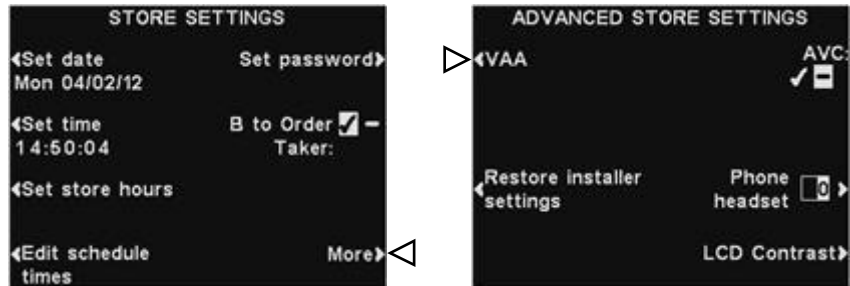 STORE SETTINGS
Set date
Mon 04/02/12
Set password
Set time
14:50:04
B to Order ✓ –
Taker:
Set store hours
Edit schedule
times
More
ADVANCED STORE SETTINGS
VAA
AVC:
✓ –
Restore installer
settings
Phone
headset 0
LCD Contrast